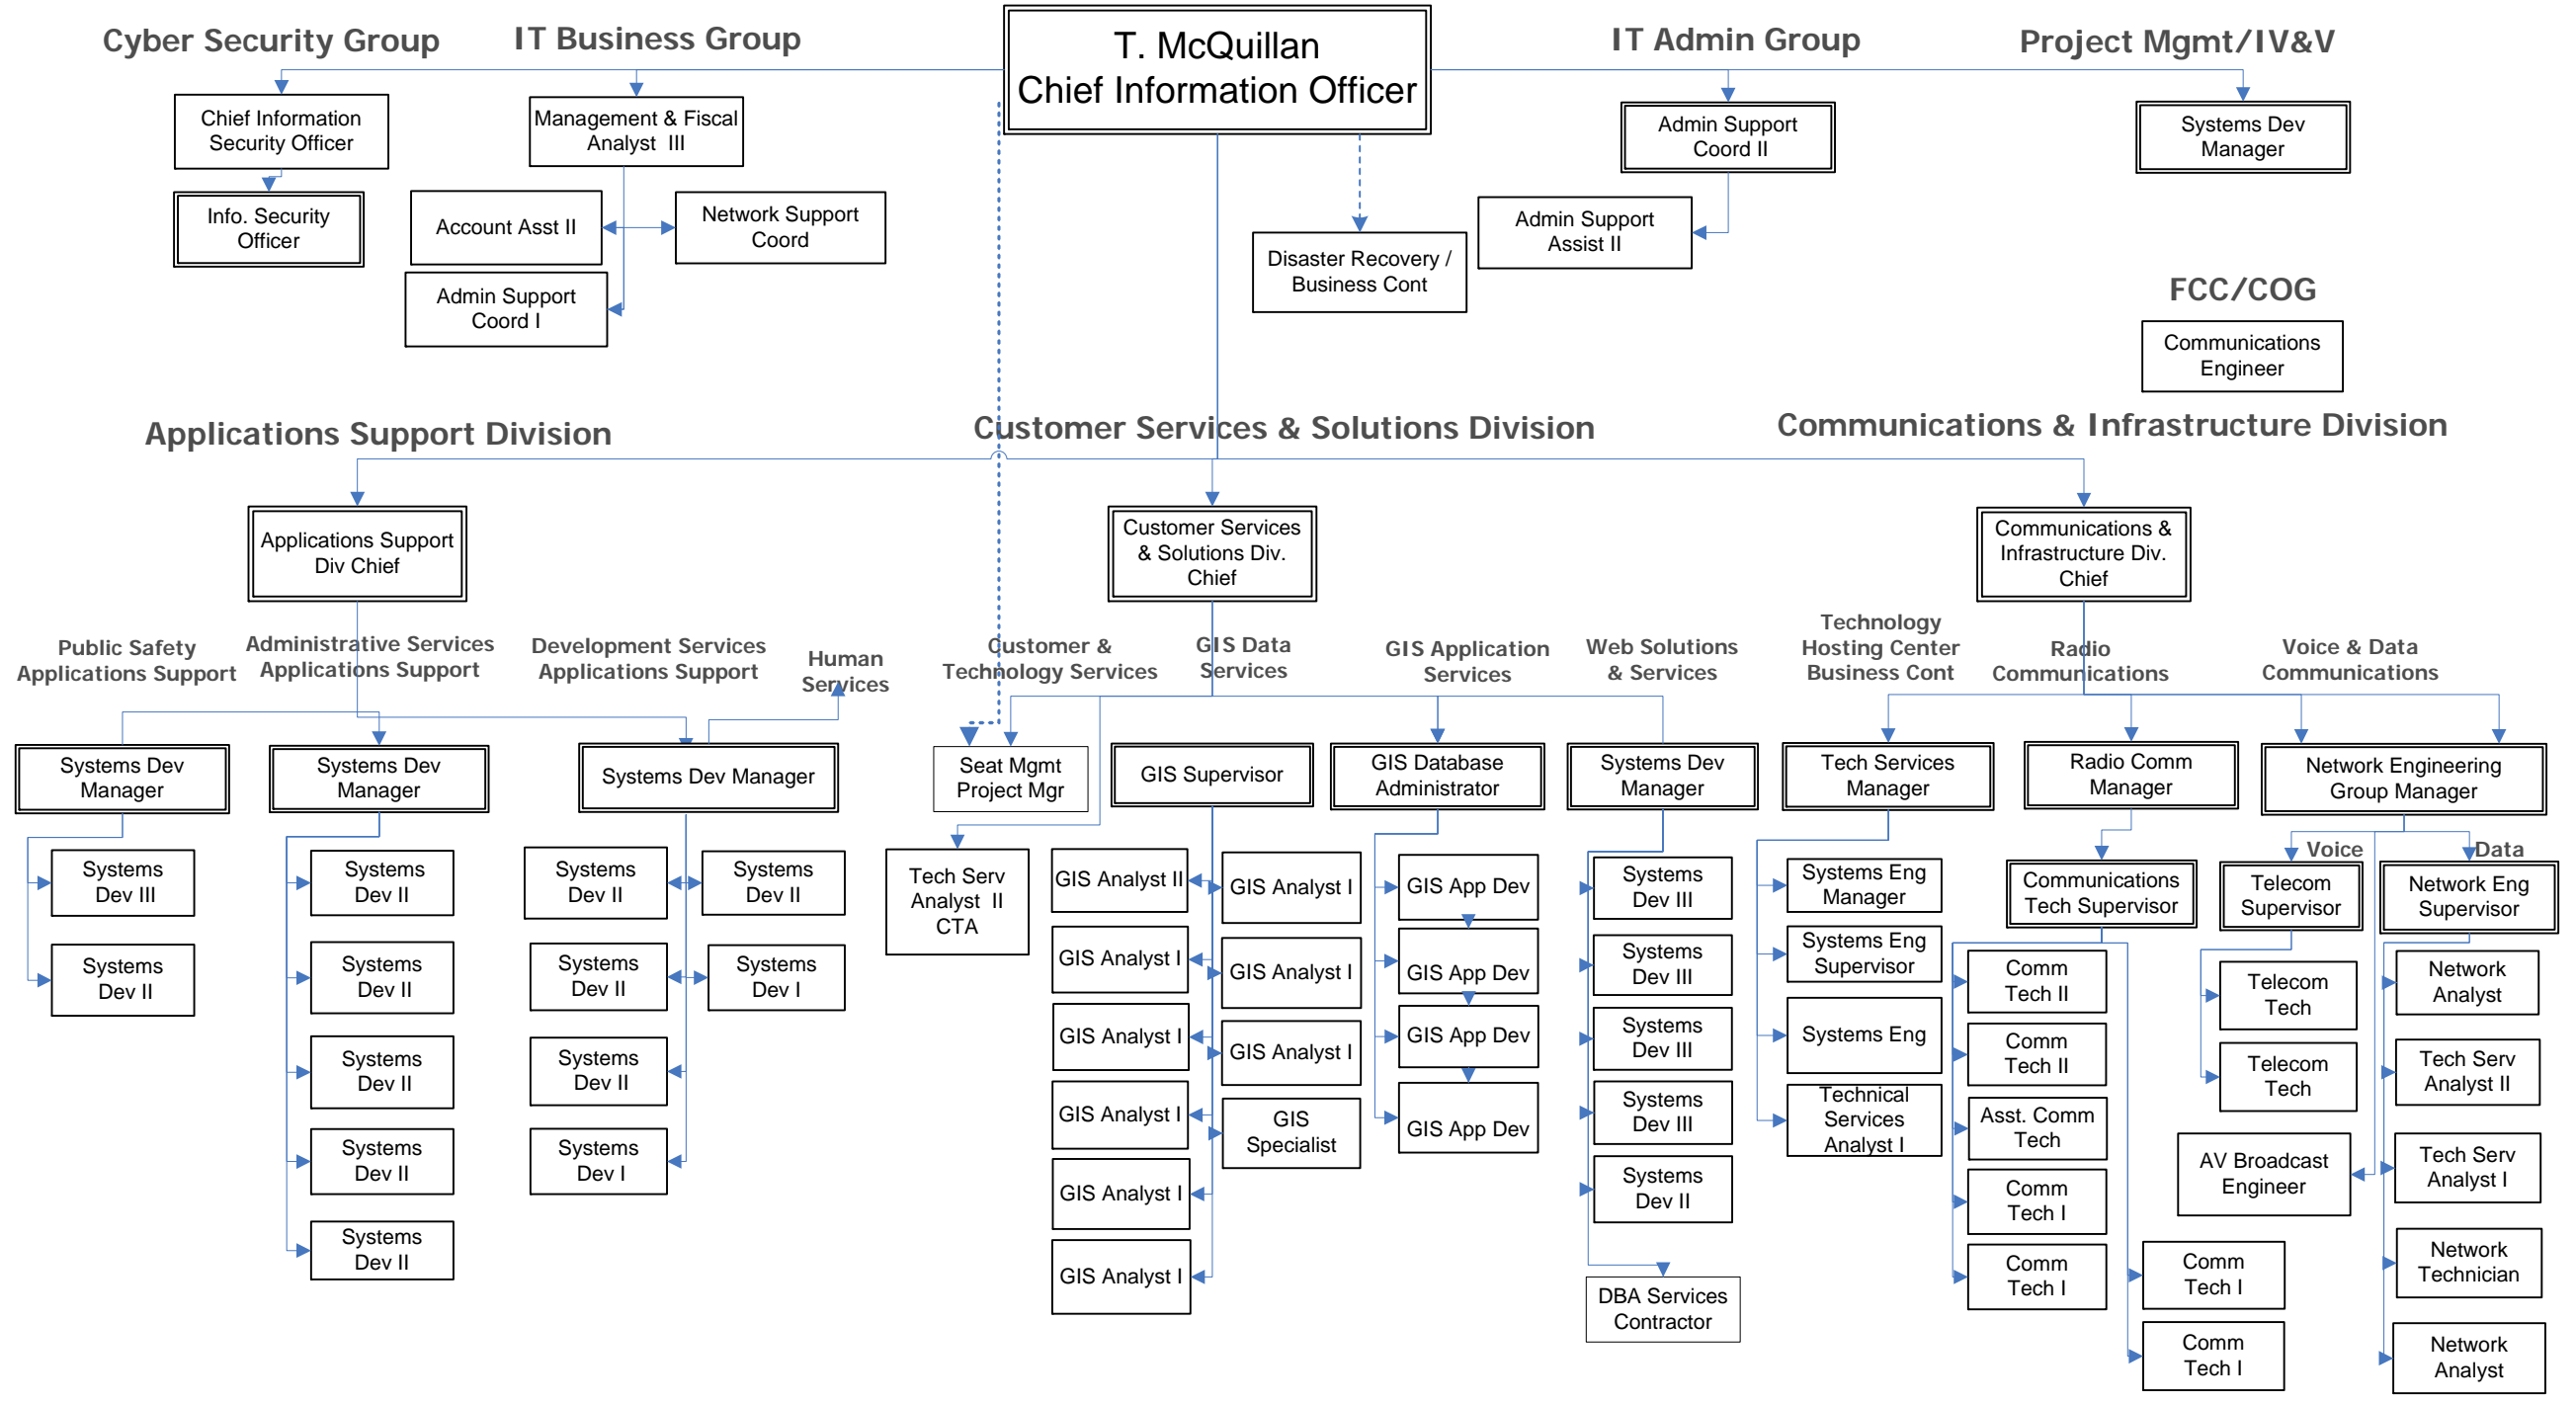 Cyber Security Group
IT Business Group
T. McQuillan
Chief Information Officer
IT Admin Group
Project Mgmt/IV&V
Chief Information
Security Officer
Management & Fiscal
Analyst III
Admin Support
Coord II
Systems Dev
Manager
Info. Security
Officer
Account Asst II
Network Support
Coord
Admin Support
Assist II
Disaster Recovery /
Business Cont
Admin Support
Coord I
FCC/COG
Communications
Engineer
Applications Support Division
Customer Services & Solutions Division
Communications & Infrastructure Division
Applications Support
Div Chief
Customer Services
& Solutions Div.
Chief
Communications &
Infrastructure Div.
Chief
Public Safety
Applications Support
Administrative Services
Applications Support
Development Services
Applications Support
Human
Services
Customer &
Technology Services
GIS Data
Services
GIS Application
Services
Web Solutions
& Services
Technology
Hosting Center
Business Cont
Radio
Communications
Voice & Data
Communications
Systems Dev
Manager
Systems Dev
Manager
Systems Dev Manager
Seat Mgmt
Project Mgr
GIS Supervisor
GIS Database
Administrator
Systems Dev
Manager
Tech Services
Manager
Radio Comm
Manager
Network Engineering
Group Manager
Voice
Data
Systems
Dev III
Systems
Dev II
Systems
Dev II
Systems
Dev II
Systems
Dev II
Systems
Dev II
Systems
Dev II
Systems
Dev II
Systems
Dev II
Systems
Dev II
Systems
Dev I
Systems
Dev II
Systems
Dev I
Tech Serv
Analyst II
CTA
GIS Analyst II
GIS Analyst I
GIS Analyst I
GIS Analyst I
GIS Analyst I
GIS Analyst I
GIS Analyst I
GIS Analyst I
GIS Analyst I
GIS
Specialist
GIS App Dev
GIS App Dev
GIS App Dev
GIS App Dev
Systems
Dev III
Systems
Dev III
Systems
Dev III
Systems
Dev III
Systems
Dev II
DBA Services
Contractor
Systems Eng
Manager
Systems Eng
Supervisor
Systems Eng
Technical
Services
Analyst I
Communications
Tech Supervisor
Comm
Tech II
Comm
Tech II
Asst. Comm
Tech
Comm
Tech I
Comm
Tech I
Comm
Tech I
Comm
Tech I
Telecom
Supervisor
Telecom
Tech
Telecom
Tech
AV Broadcast
Engineer
Network Eng
Supervisor
Network
Analyst
Tech Serv
Analyst II
Tech Serv
Analyst I
Network
Technician
Network
Analyst